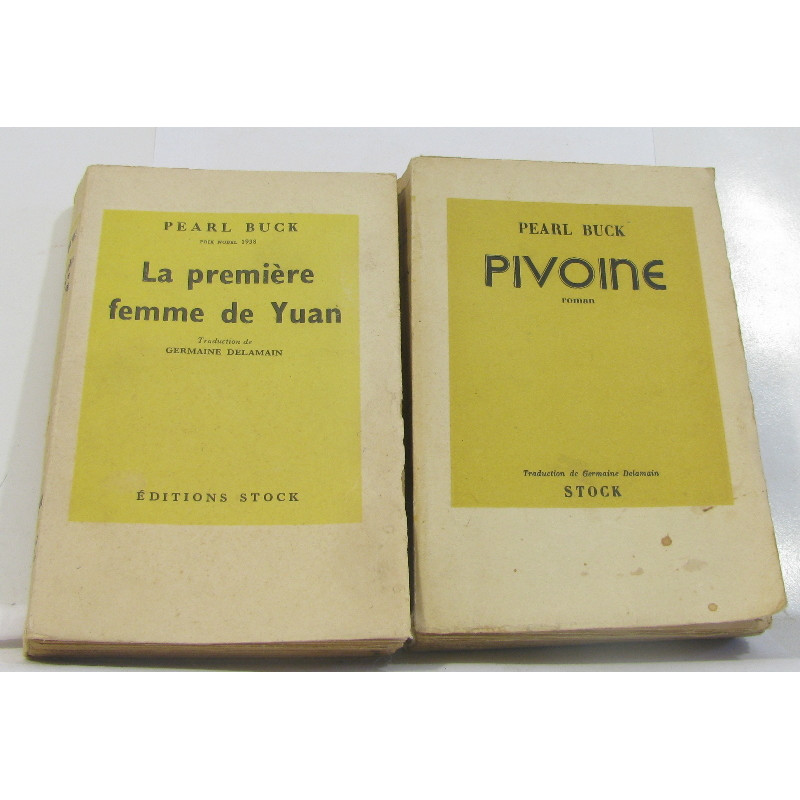 PEARL BUCK
PRIX NOBEL 1938
La première
femme de Yuan
Traduction de
GERMAINE DELAMAIN
ÉDITIONS STOCK
PEARL BUCK
PIVOINE
roman
Traduction de Germaine Delamain
STOCK